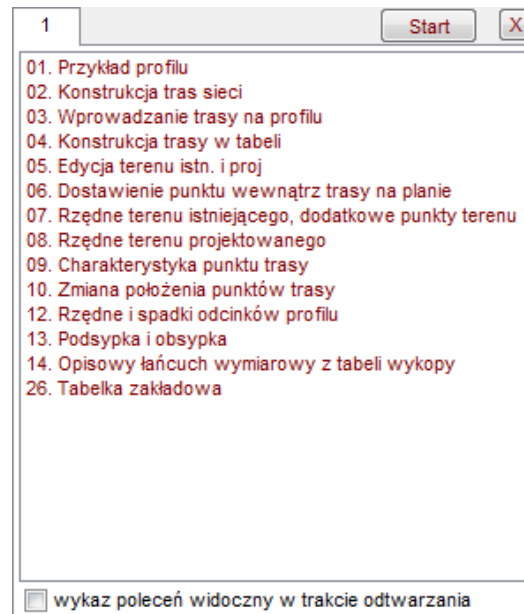 1
Start
X
01. Przykład profilu
02. Konstrukcja tras sieci
03. Wprowadzanie trasy na profilu
04. Konstrukcja trasy w tabeli
05. Edycja terenu istn. i proj
06. Dostawienie punktu wewnątrz trasy na planie
07. Rzędne terenu istniejącego, dodatkowe punkty terenu
08. Rzędne terenu projektowanego
09. Charakterystyka punktu trasy
10. Zmiana położenia punktów trasy
12. Rzędne i spadki odcinków profilu
13. Podsypka i obsypka
14. Opisowy łańcuch wymiarowy z tabeli wykopy
26. Tabelka zakładowa
wykaz poleceń widoczny w trakcie odtwarzania